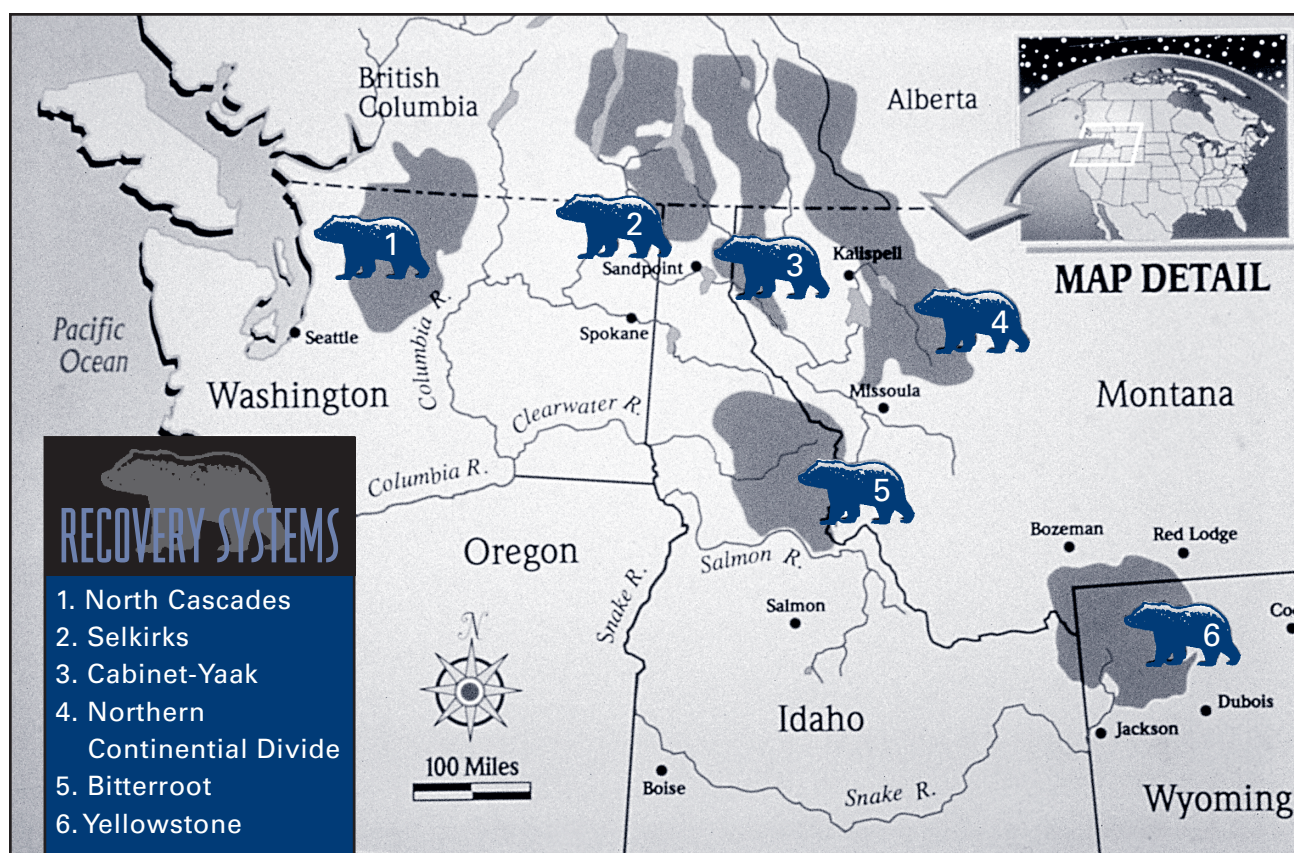 British
Columbia
Alberta
MAP DETAIL
1
2
3
4
5
6
Sandpoint
Kalispell
Pacific
Ocean
Seattle
Columbia R.
Spokane
Washington
Missoula
Montana
Clearwater R.
Columbia R.
RECOVERY SYSTEMS
1. North Cascades
2. Selkirks
3. Cabinet-Yaak
4. Northern
Continential Divide
5. Bitterroot
6. Yellowstone
Oregon
Snake R.
Salmon R.
Salmon
Bozeman
Red Lodge
N
100 Miles
Idaho
Boise
Snake R.
Dubois
Jackson
Wyoming